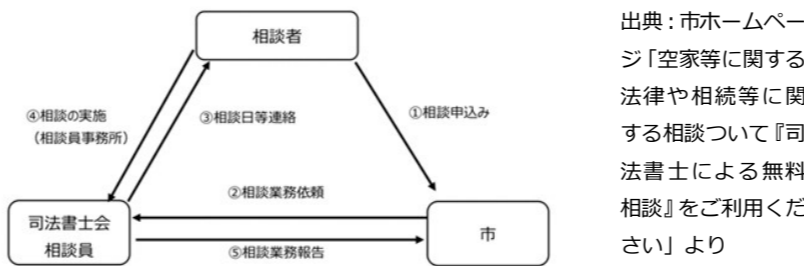 相談者
④相談の実施
（相談員事務所）
③相談日等連絡
①相談申込み
②相談業務依頼
司法書士会
相談員
市
⑤相談業務報告
出典：市ホームペー
ジ「空家等に関する
法律や相続等に関
する相談ついて『司
法書士による無料
相談』をご利用くだ
さい」より